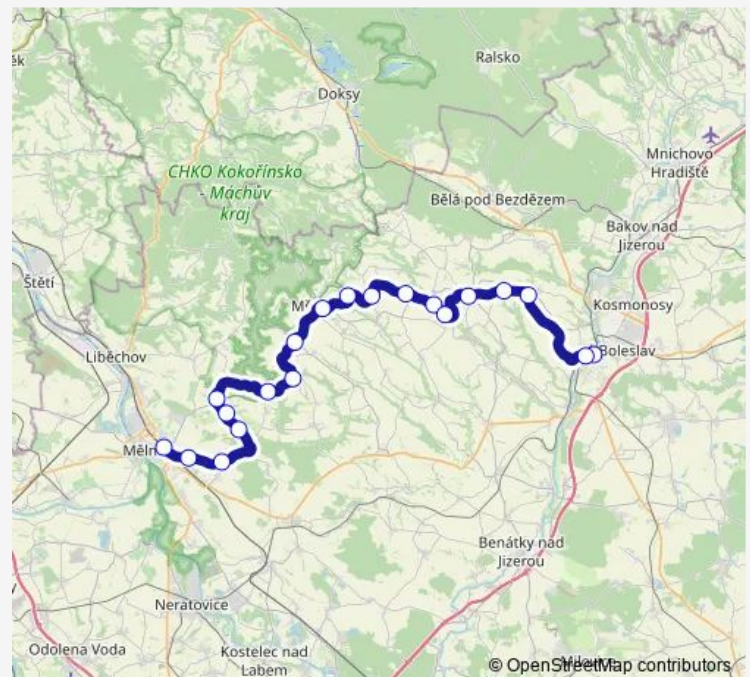 ěk
Ralsko
Doksy
Mnichovo
Hradiště
CHKO Kokořínsko
- Máchův
kraj
Bělá pod Bezdězem
Bakov nad
Jizerou
Štětí
Kosmonosy
Liběchov
Boleslav
Benátky nad
Jizerou
Neratovice
Odolena Voda
Kostelec nad
Labem
© OpenStreetMap contributors